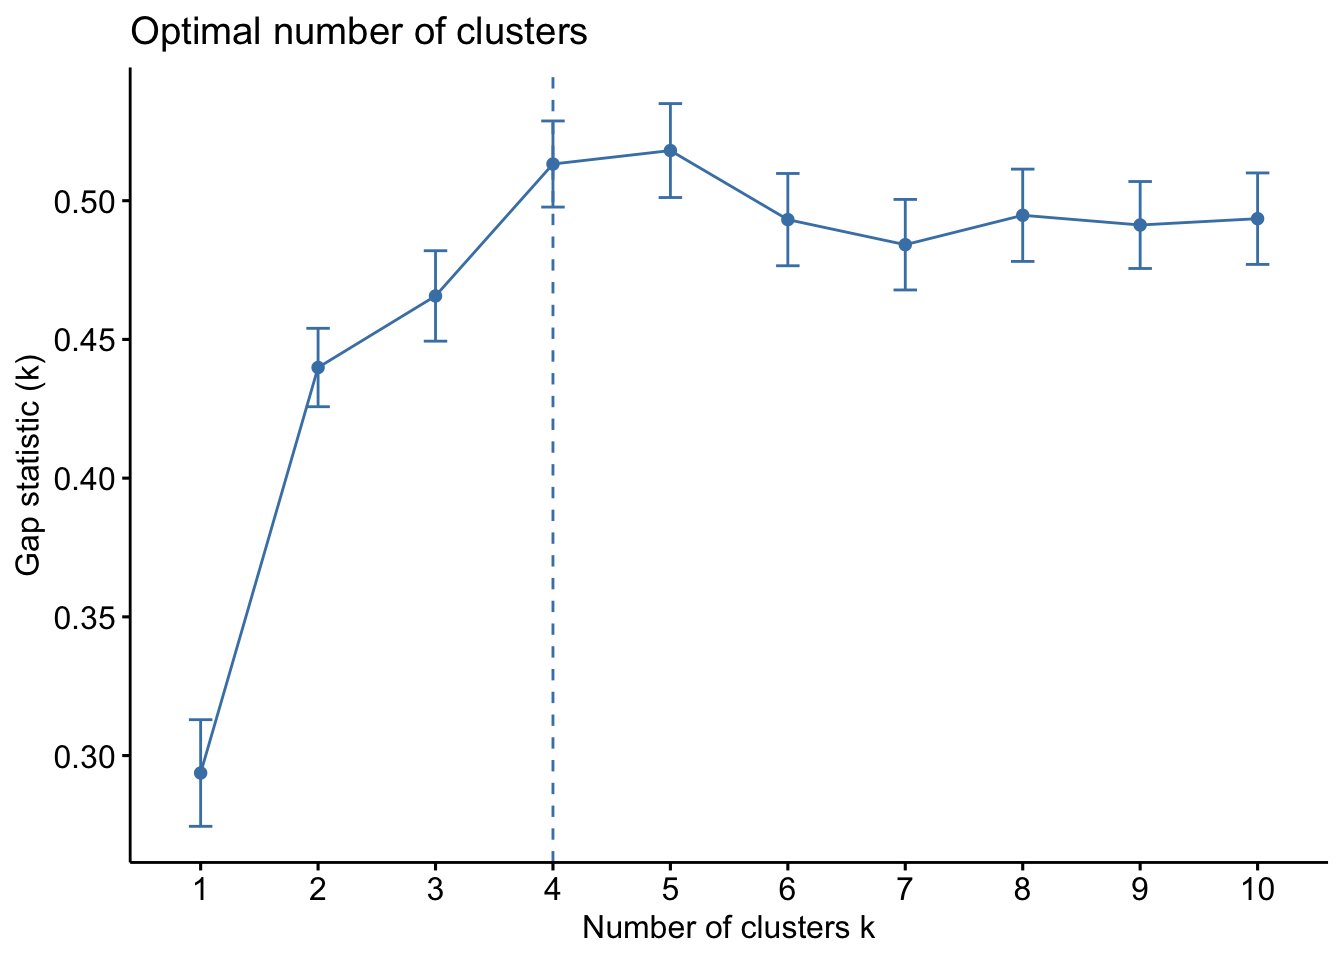 Optimal number of clusters
Gap statistic (k)
0.50
0.45
0.40
0.35
0.30
1 2 3 4 5 6 7 8 9 10
Number of clusters k